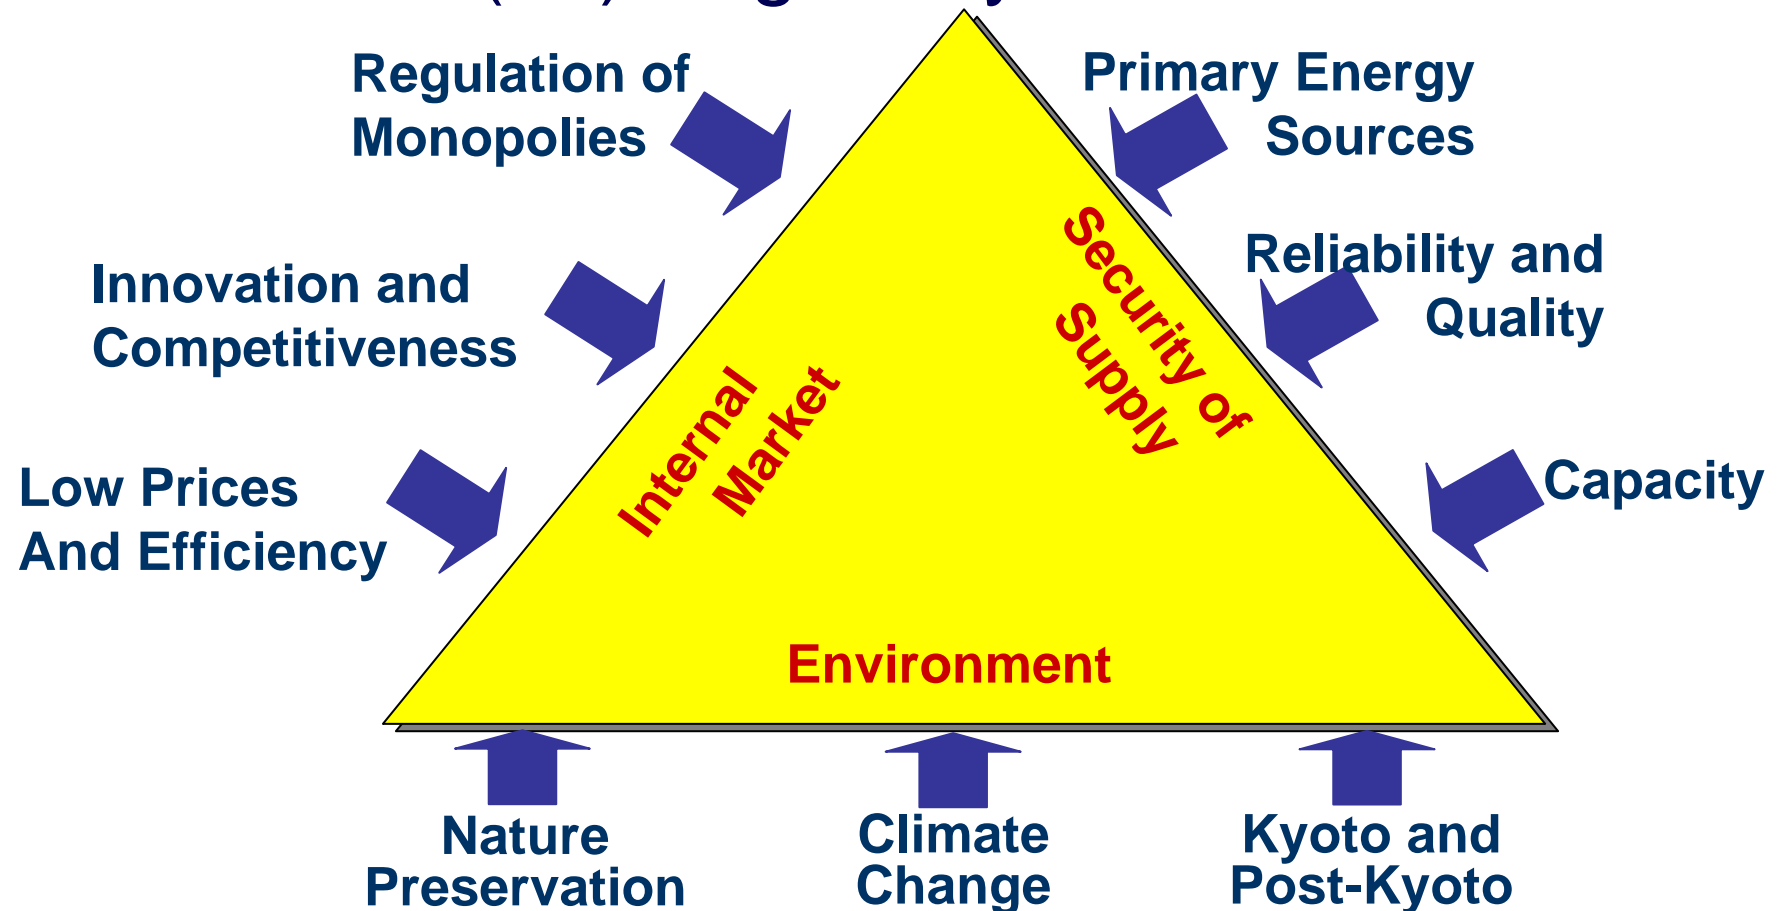 Regulation of
Monopolies
Primary Energy
Sources
Innovation and
Competitiveness
Reliability and
Quality
Low Prices
And Efficiency
Capacity
Internal
Market
Security of
Supply
Environment
Nature
Preservation
Climate
Change
Kyoto and
Post-Kyoto